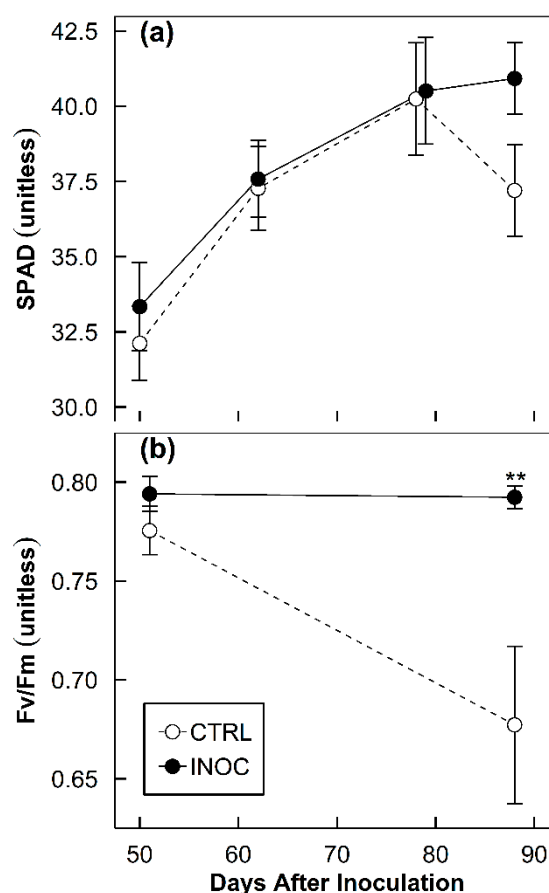 (a)
42.5
40.0
37.5
35.0
32.5
30.0
SPAD (unitless)
(b)
**
0.80
0.75
0.70
0.65
Fv/Fm (unitless)
CTRL
INOC
50 60 70 80 90
Days After Inoculation